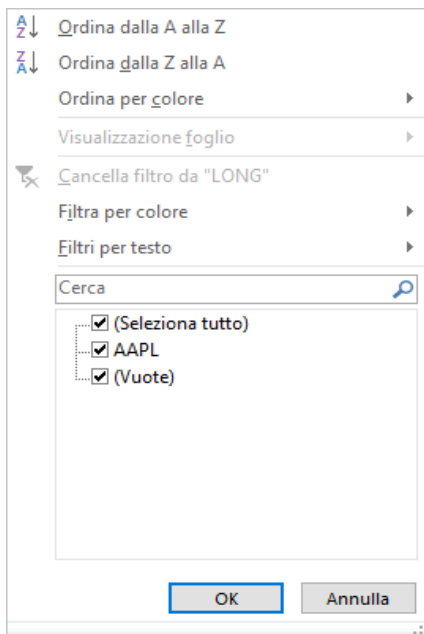 Ordina dalla A alla Z
Ordina dalla Z alla A
Ordina per colore
Visualizzazione foglio
Cancella filtro da "LONG"
Filtra per colore
Filtri per testo
Cerca
(Seleziona tutto)
AAPL
(Vuote)
OK Annulla